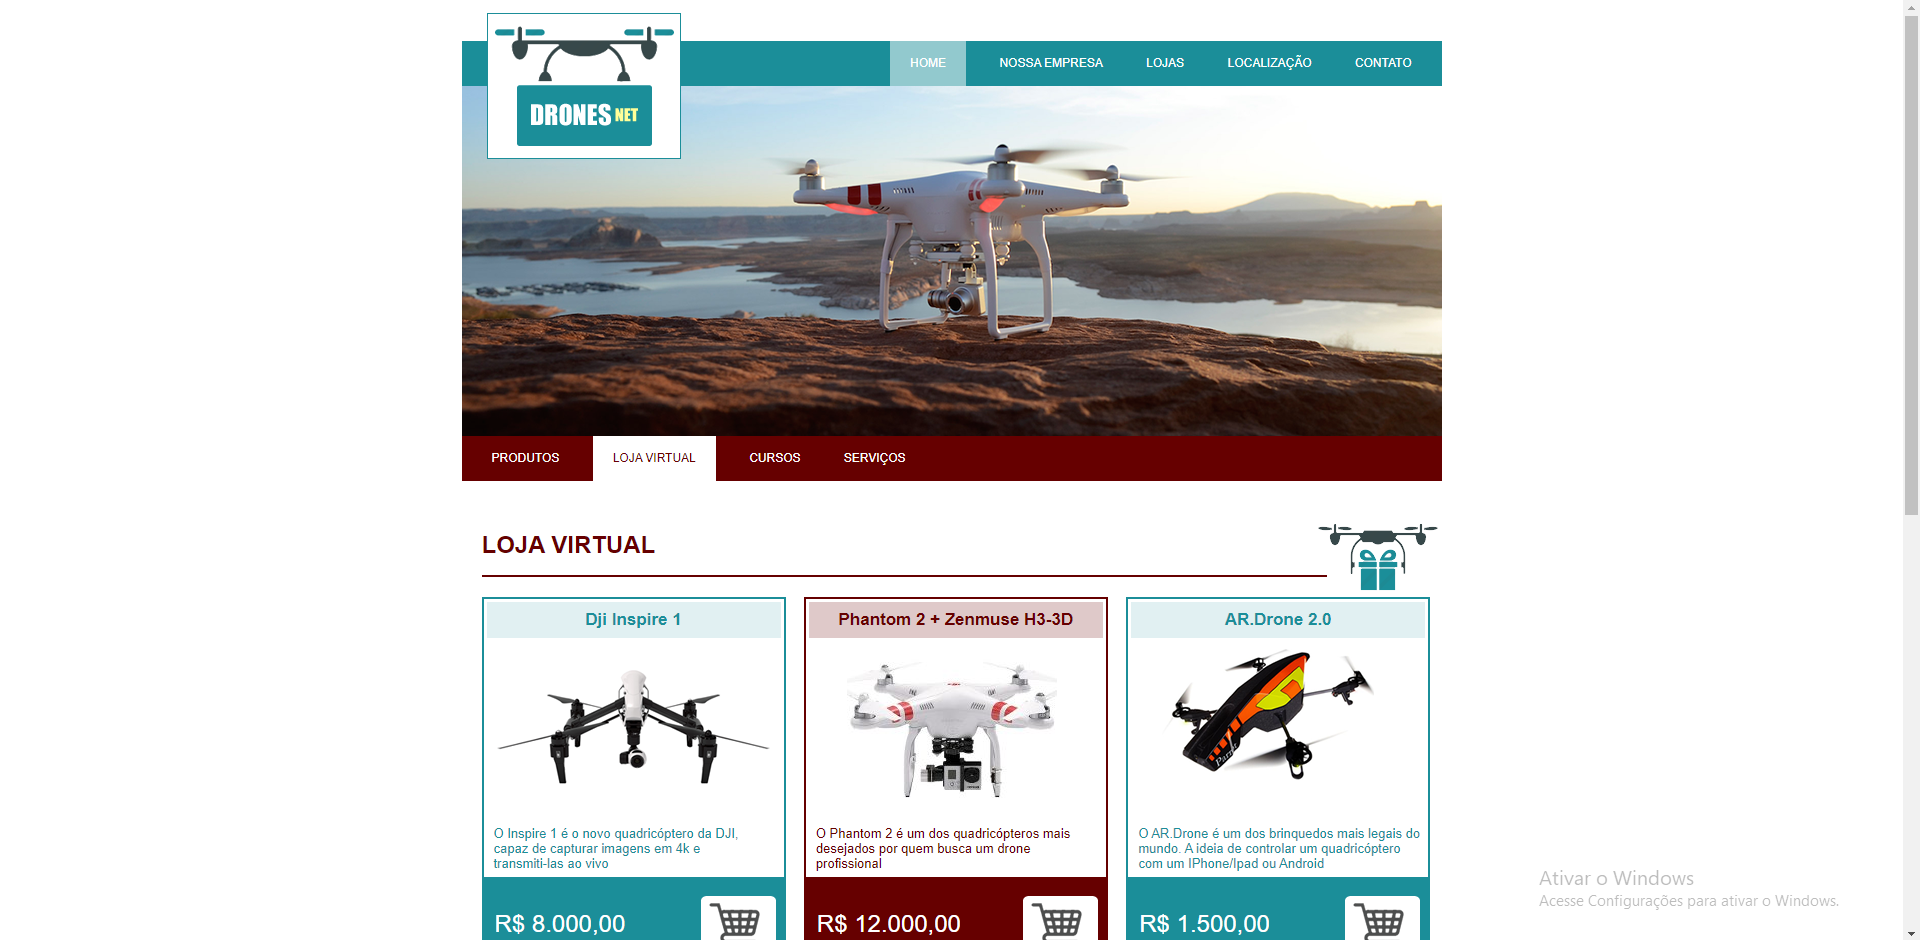 DRONES NET
HOME NOSSA EMPRESA LOJAS LOCALIZAÇÃO CONTATO
PRODUTOS LOJA VIRTUAL CURSOS SERVIÇOS
LOJA VIRTUAL
Dji Inspire 1
O Inspire 1 é o novo quadricóptero da DJI,
capaz de capturar imagens em 4k e
transmiti-las ao vivo
R$ 8.000,00
Phantom 2 + Zenmuse H3-3D
O Phantom 2 é um dos quadricópteros mais
desejados por quem busca um drone
profissional
R$ 12.000,00
AR.Drone 2.0
O AR.Drone é um dos brinquedos mais legais do
mundo. A ideia de controlar um quadricóptero
com um IPhone/Ipad ou Android
R$ 1.500,00
Ativar o Windows
Acesse Configurações para ativar o Windows.